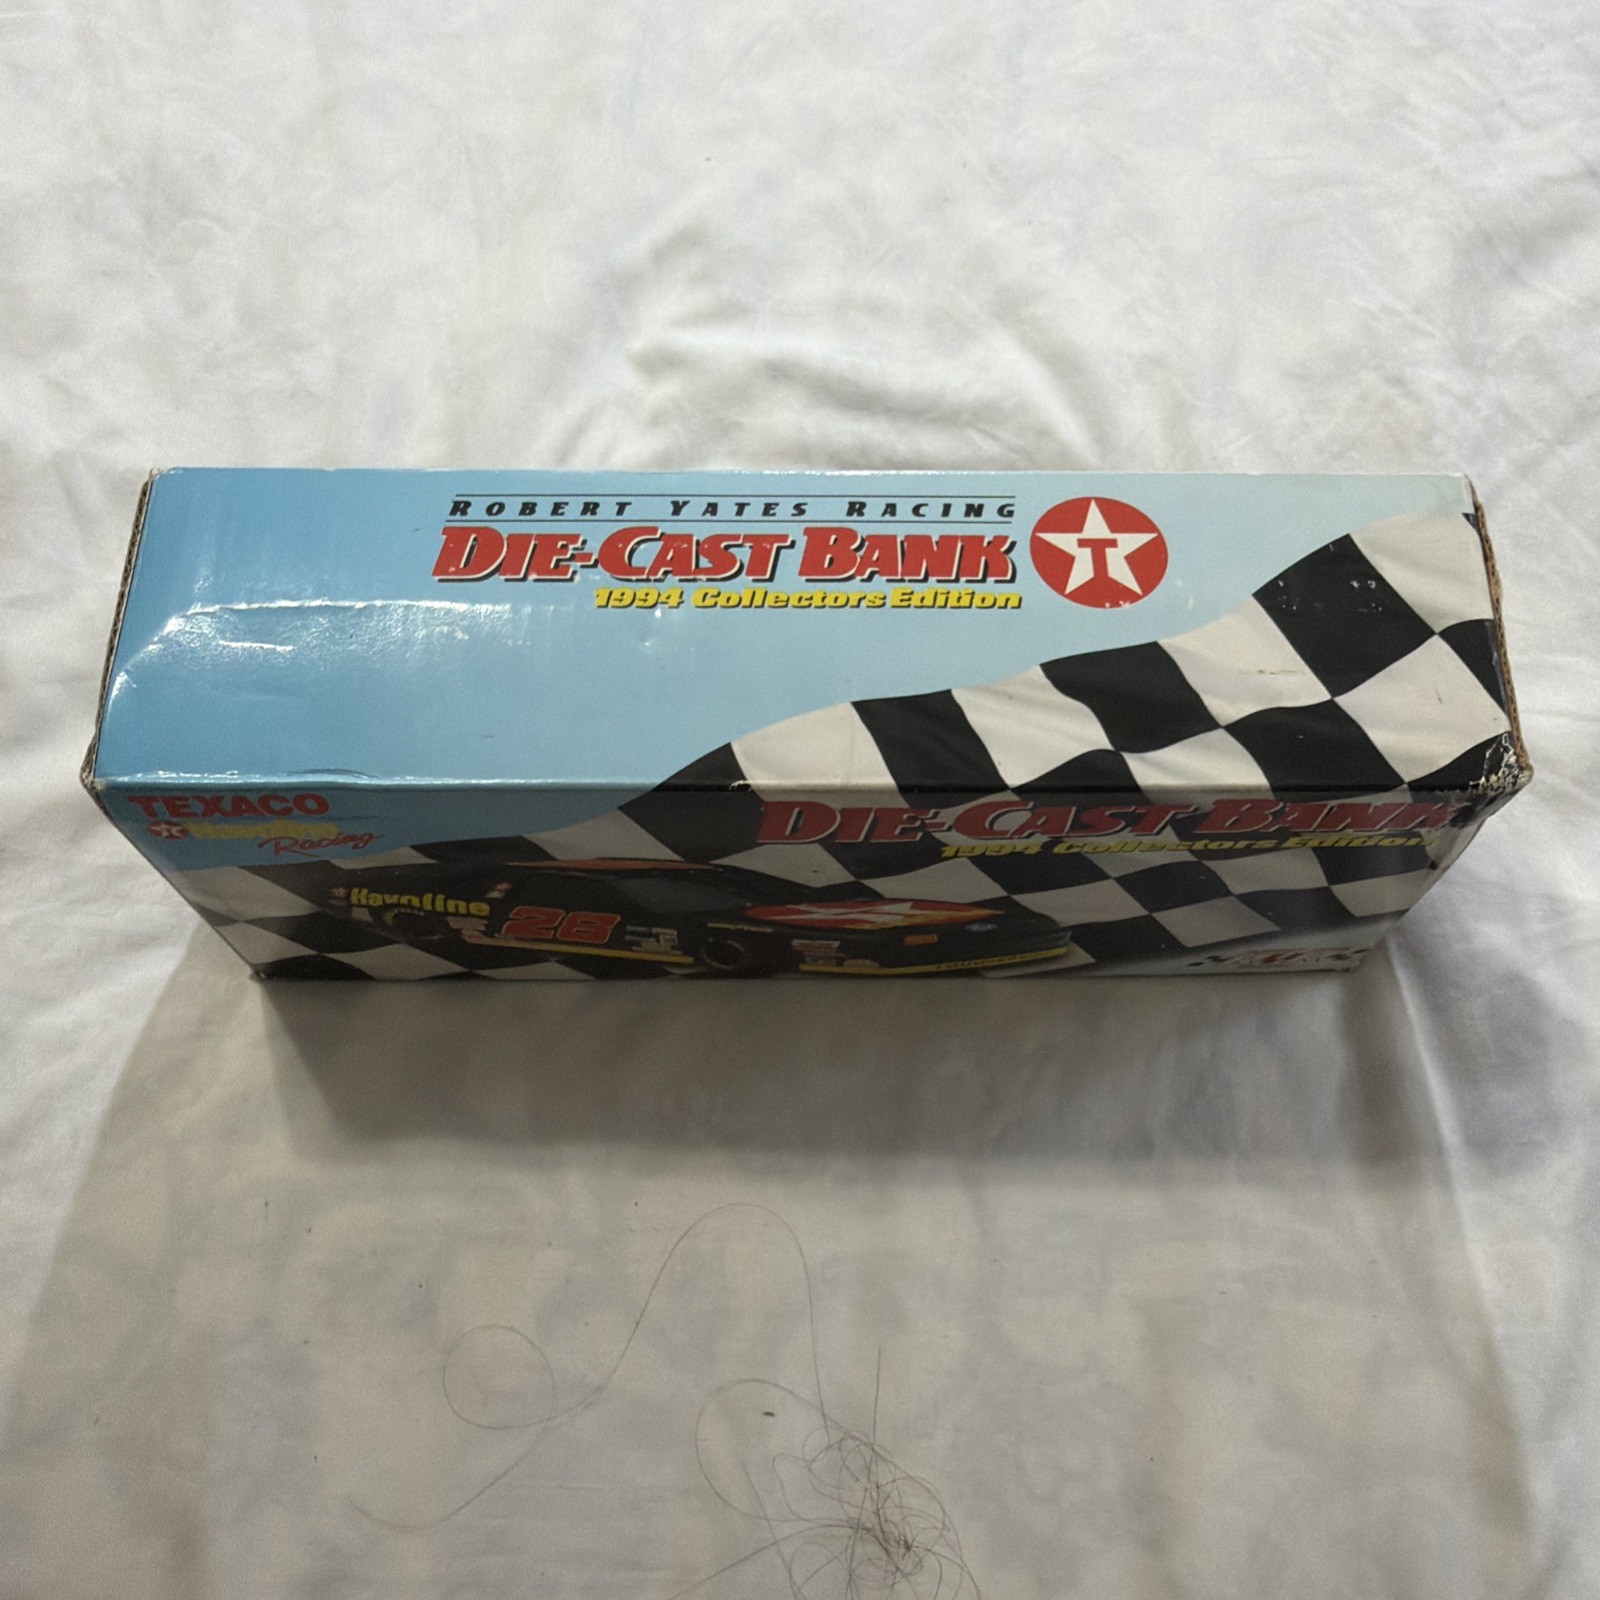 ROBERT YATES RACING
DIE-CAST BANK
1994 Collectors Edition
T
TEXACO
Havoline
Racing
DIE-CAST BANK
1994 Collectors Edition
Havoline
28